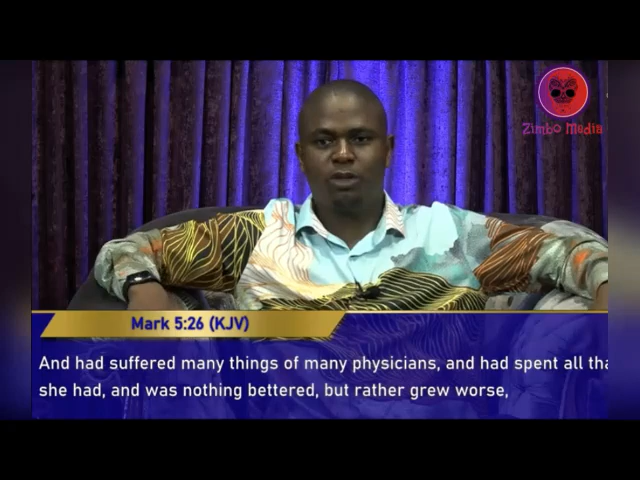 Zimbo Media
Mark 5:26 (KJV)
And had suffered many things of many physicians, and had spent all tha
she had, and was nothing bettered, but rather grew worse,